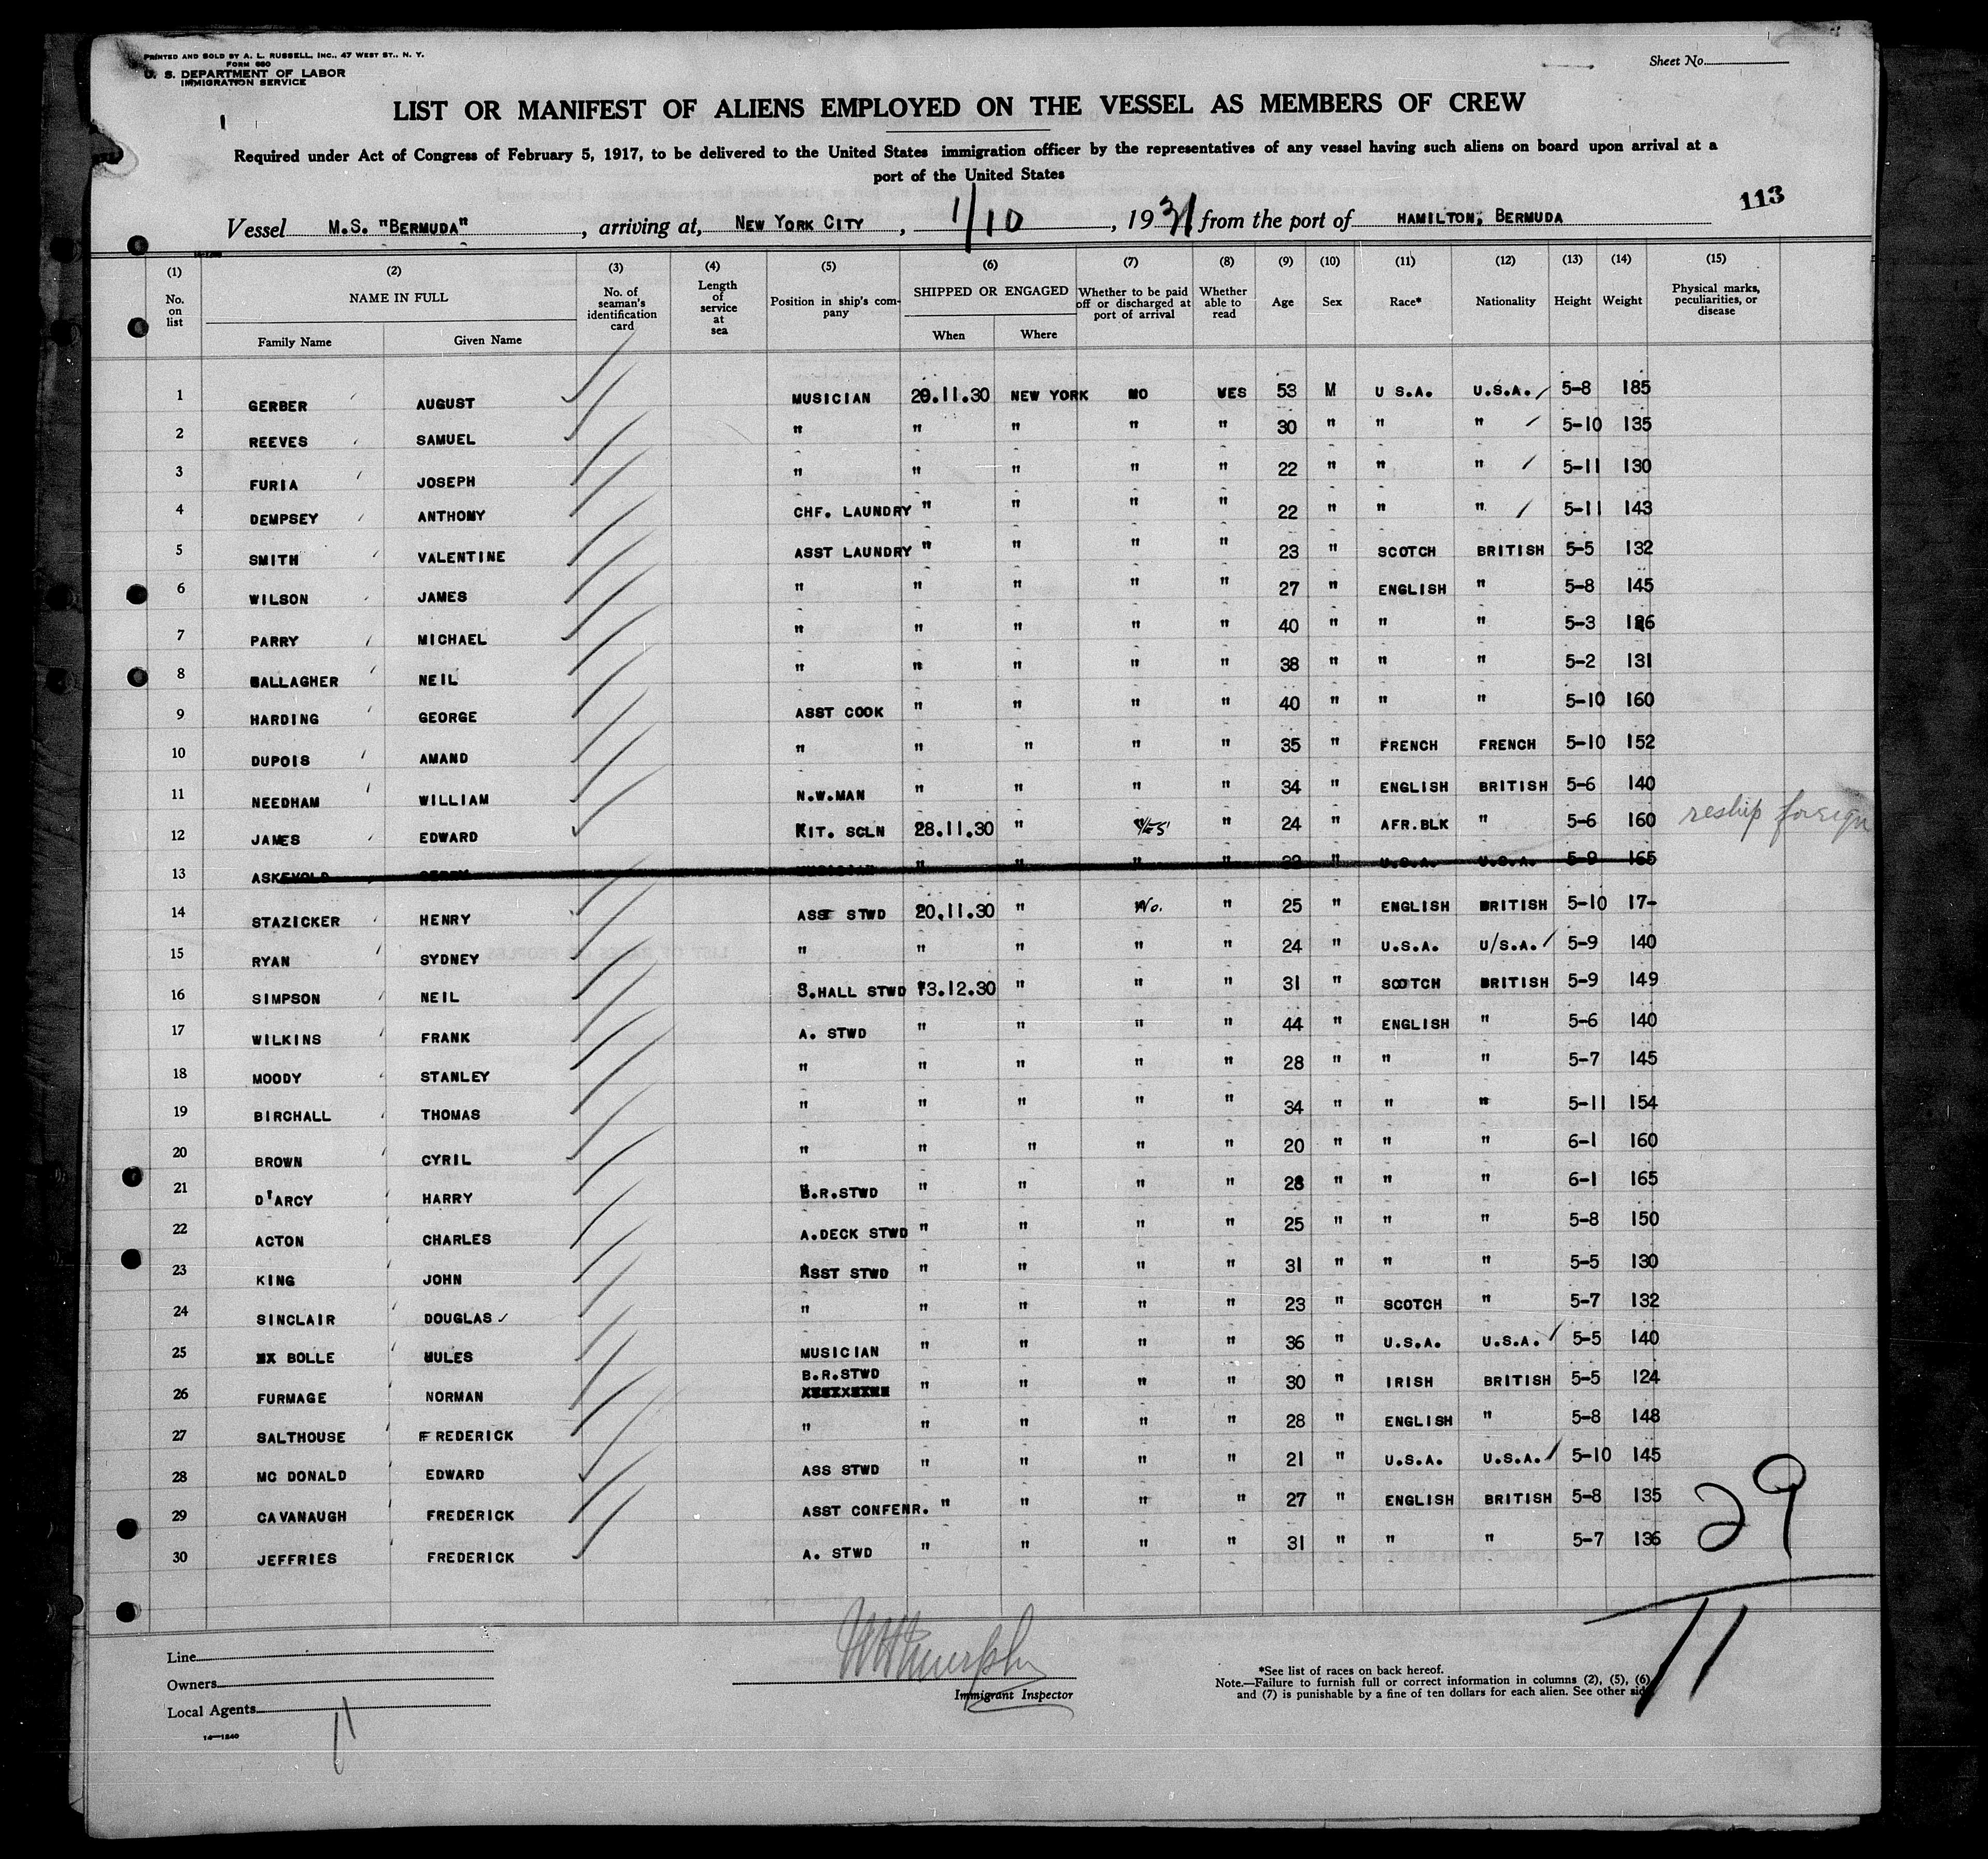 PRINTED AND SOLD BY A. L. RUSSELL, INC., 47 WEST ST., N. Y.
FORM 680
U. S. DEPARTMENT OF LABOR
IMMIGRATION SERVICE
Sheet No.
LIST OR MANIFEST OF ALIENS EMPLOYED ON THE VESSEL AS MEMBERS OF CREW
Required under Act of Congress of February 5, 1917, to be delivered to the United States immigration officer by the representatives of any vessel having such aliens on board upon arrival at a
port of the United States
113
Vessel M.S. "BERMUDA", arriving at, NEW YORK CITY, 1/10, 1931 from the port of HAMILTON, BERMUDA
(1) (2) (3) (4) (5) (6) (7) (8) (9) (10) (11) (12) (13) (14) (15)
No. on list NAME IN FULL Family Name Given Name No. of seaman's identification card Length of service at sea Position in ship's company SHIPPED OR ENGAGED When Where Whether to be paid off or discharged at port of arrival Whether able to read Age Sex Race* Nationality Height Weight Physical marks, peculiarities, or disease
1 GERBER AUGUST MUSICIAN 20.11.30 NEW YORK NO YES 53 M U S.A. U.S.A. 5-8 185
2 REEVES SAMUEL " " " " " 30 " " " 5-10 135
3 FURIA JOSEPH " " " " " 22 " " " 5-11 130
4 DEMPSEY ANTHONY CHF. LAUNDRY " " " " 22 " " " 5-11 143
5 SMITH VALENTINE ASST LAUNDRY " " " " 23 " SCOTCH BRITISH 5-5 132
6 WILSON JAMES " " " " " 27 " ENGLISH " 5-8 145
7 PARRY MICHAEL " " " " " 40 " " " 5-3 126
8 GALLAGHER NEIL " " " " " 38 " " " 5-2 131
9 HARDING GEORGE ASST COOK " " " " 40 " " " 5-10 160
10 DUPOIS AMAND " " " " " 35 " FRENCH FRENCH 5-10 152
11 NEEDHAM WILLIAM N.W.MAN " " " " 34 " ENGLISH BRITISH 5-6 140
12 JAMES EDWARD KIT. SCLN 28.11.30 " YES " 24 " AFR.BLK " 5-6 160 reship foreign
13 ASKEVOLD MUSICIAN " " " " " U.S.A. U.S.A. 5-9 165
14 STAZICKER HENRY ASST STWD 20.11.30 " No. " 25 " ENGLISH BRITISH 5-10 17-
15 RYAN SYDNEY " " " " " 24 " U.S.A. U/S.A. 5-9 140
16 SIMPSON NEIL S.HALL STWD 13.12.30 " " " 31 " SCOTCH BRITISH 5-9 149
17 WILKINS FRANK A. STWD " " " " 44 " ENGLISH " 5-6 140
18 MOODY STANLEY " " " " " 28 " " " 5-7 145
19 BIRCHALL THOMAS " " " " " 34 " " " 5-11 154
20 BROWN CYRIL " " " " " 20 " " " 6-1 160
21 D'ARCY HARRY B.R.STWD " " " " 28 " " " 6-1 165
22 ACTON CHARLES A.DECK STWD " " " " 25 " " " 5-8 150
23 KING JOHN ASST STWD " " " " 31 " " " 5-5 130
24 SINCLAIR DOUGLAS " " " " " 23 " SCOTCH " 5-7 132
25 BOLLE MUSICIAN " " " " 36 " U.S.A. U.S.A. 5-5 140
26 FURMAGE NORMAN B.R.STWD " " " " 30 " IRISH BRITISH 5-5 124
27 SALTHOUSE FREDERICK " " " " " 28 " ENGLISH " 5-8 148
28 MC DONALD EDWARD ASS STWD " " " 21 " U.S.A. U.S.A. 5-10 145
29 CAVANAUGH FREDERICK ASST CONFENR. " " " " 27 " ENGLISH BRITISH 5-8 135
30 JEFFRIES FREDERICK A. STWD " " " " 31 " " " 5-7 136
29
11
Line
Owners
Local Agents
14—1240
Immigrant Inspector
*See list of races on back hereof.
Note.—Failure to furnish full or correct information in columns (2), (5), (6)
and (7) is punishable by a fine of ten dollars for each alien. See other side